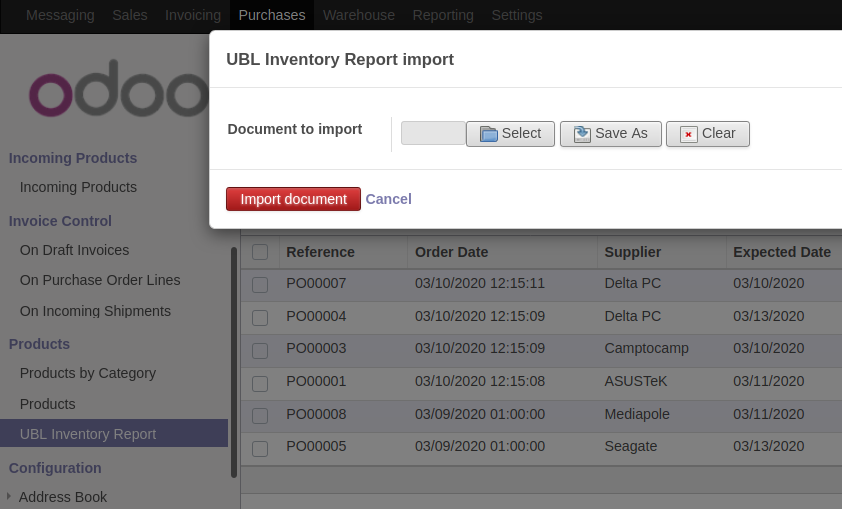 Messaging Sales Invoicing Purchases Warehouse Reporting Settings
odoo
UBL Inventory Report import
Document to import Select Save As Clear
Import document Cancel
Incoming Products
Incoming Products
Invoice Control
On Draft Invoices
On Purchase Order Lines
On Incoming Shipments
Products
Products by Category
Products
UBL Inventory Report
Configuration
Address Book
Reference Order Date Supplier Expected Date
PO00007 03/10/2020 12:15:11 Delta PC 03/10/2020
PO00004 03/10/2020 12:15:09 Delta PC 03/13/2020
PO00003 03/10/2020 12:15:09 Camptocamp 03/10/2020
PO00001 03/10/2020 12:15:08 ASUSTeK 03/11/2020
PO00008 03/09/2020 01:00:00 Mediapole 03/11/2020
PO00005 03/09/2020 01:00:00 Seagate 03/13/2020